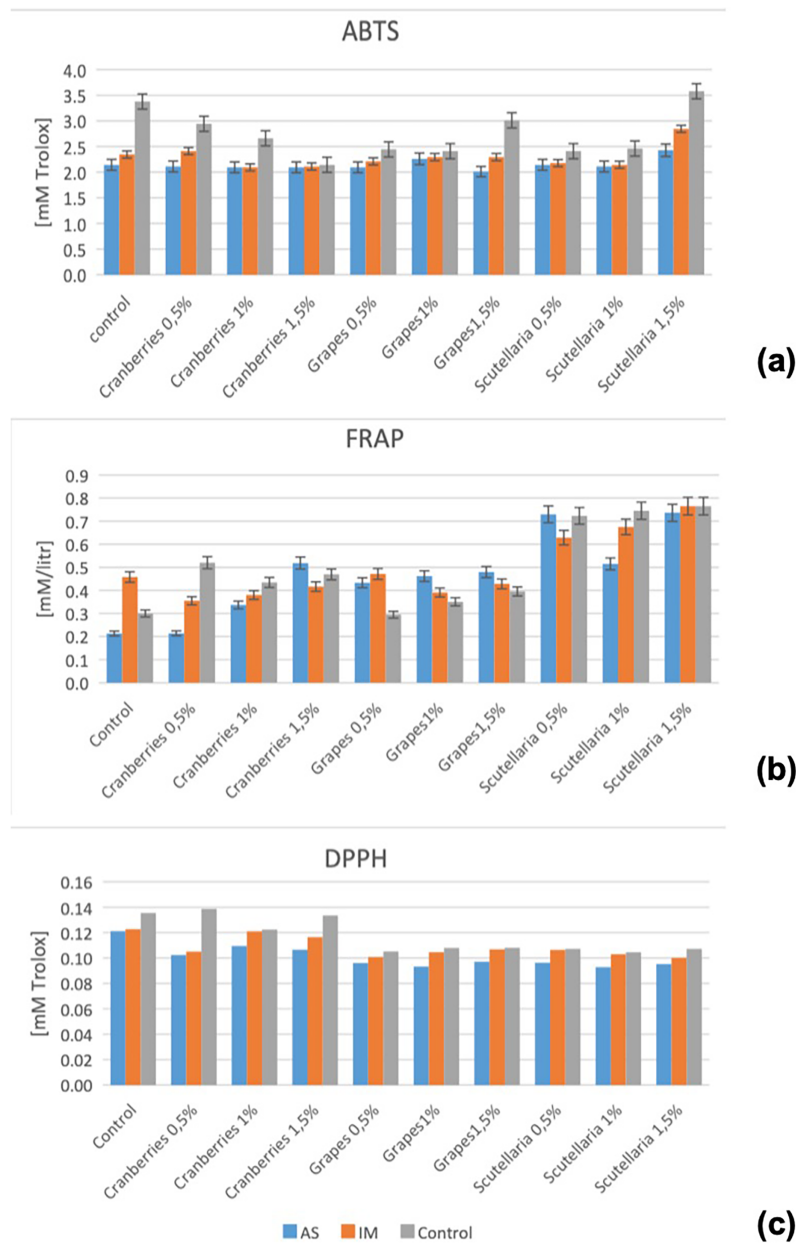 ABTS
4.0
3.5
3.0
2.5
2.0
1.5
1.0
0.5
0.0
[mM Trolox]
control
Cranberries 0,5%
Cranberries 1%
Cranberries 1,5%
Grapes 0,5%
Grapes1%
Grapes1,5%
Scutellaria 0,5%
Scutellaria 1%
Scutellaria 1,5%
(a)
FRAP
0.9
0.8
0.7
0.6
0.5
0.4
0.3
0.2
0.1
0.0
[mM/litr]
Control
Cranberries 0,5%
Cranberries 1%
Cranberries 1,5%
Grapes 0,5%
Grapes1%
Grapes1,5%
Scutellaria 0,5%
Scutellaria 1%
Scutellaria 1,5%
(b)
DPPH
0.16
0.14
0.12
0.10
0.08
0.06
0.04
0.02
0.00
[mM Trolox]
Control
Cranberries 0,5%
Cranberries 1%
Cranberries 1,5%
Grapes 0,5%
Grapes1%
Grapes1,5%
Scutellaria 0,5%
Scutellaria 1%
Scutellaria 1,5%
AS IM Control
(c)